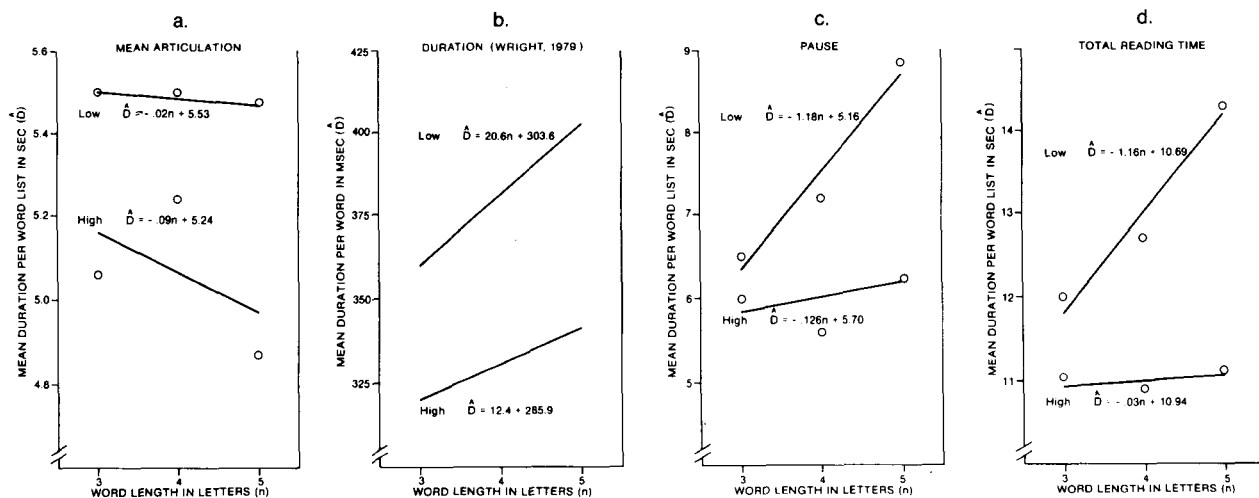 a.
MEAN ARTICULATION
5.6
5.4
5.2
5.0
4.8
MEAN DURATION PER WORD LIST IN SEC (D̂)
Low D̂ = -.02n + 5.53
High D̂ = -.09n + 5.24
3 4 5
WORD LENGTH IN LETTERS (n)
b.
DURATION (WRIGHT, 1979)
425
400
375
350
325
MEAN DURATION PER WORD IN MSEC (D̂)
Low D̂ = 20.6n + 303.6
High D̂ = 12.4 + 285.9
3 4 5
WORD LENGTH IN LETTERS (n)
c.
PAUSE
9
8
7
6
5
MEAN DURATION PER WORD LIST IN SEC (D̂)
Low D̂ = -1.18n + 5.16
High D̂ = -.126n + 5.70
3 4 5
WORD LENGTH IN LETTERS (n)
d.
TOTAL READING TIME
14
13
12
11
MEAN DURATION PER WORD LIST IN SEC (D̂)
Low D̂ = -1.16n + 10.69
High D̂ = -.03n + 10.94
3 4 5
WORD LENGTH IN LETTERS (n)